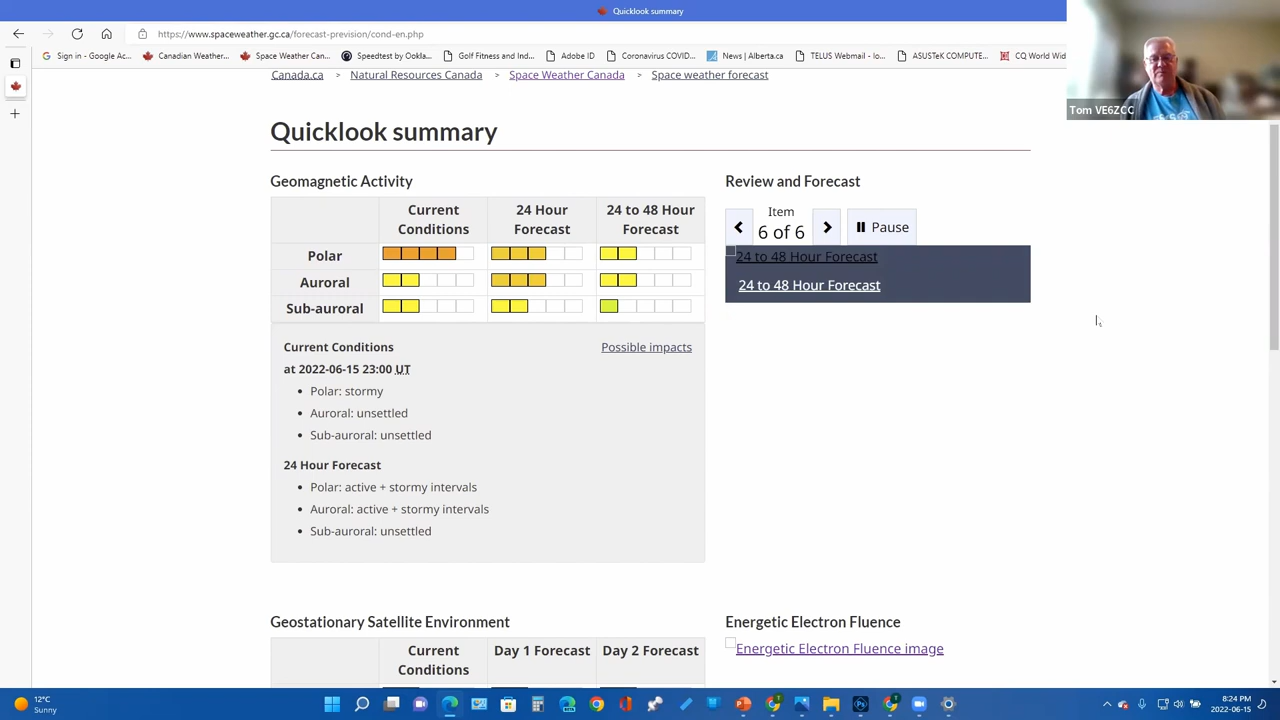 Quicklook summary
https://www.spaceweather.gc.ca/forecast-prevision/cond-en.php
Sign in - Google Ac...
Canadian Weather...
Space Weather Can...
Speedtest by Ookla...
Golf Fitness and Ind...
Adobe ID
Coronavirus COVID...
News | Alberta.ca
TELUS Webmail - lo...
ASUSTeK COMPUTE...
CQ World Wid
Tom VE6ZCC
Canada.ca > Natural Resources Canada > Space Weather Canada > Space weather forecast
Quicklook summary
Geomagnetic Activity
Current Conditions
24 Hour Forecast
24 to 48 Hour Forecast
Polar
Auroral
Sub-auroral
Current Conditions
Possible impacts
at 2022-06-15 23:00 UT
• Polar: stormy
• Auroral: unsettled
• Sub-auroral: unsettled
24 Hour Forecast
• Polar: active + stormy intervals
• Auroral: active + stormy intervals
• Sub-auroral: unsettled
Review and Forecast
Item
6 of 6
Pause
24 to 48 Hour Forecast
24 to 48 Hour Forecast
Geostationary Satellite Environment
Current Conditions
Day 1 Forecast
Day 2 Forecast
Energetic Electron Fluence
Energetic Electron Fluence image
12°C
Sunny
8:24 PM
2022-06-15